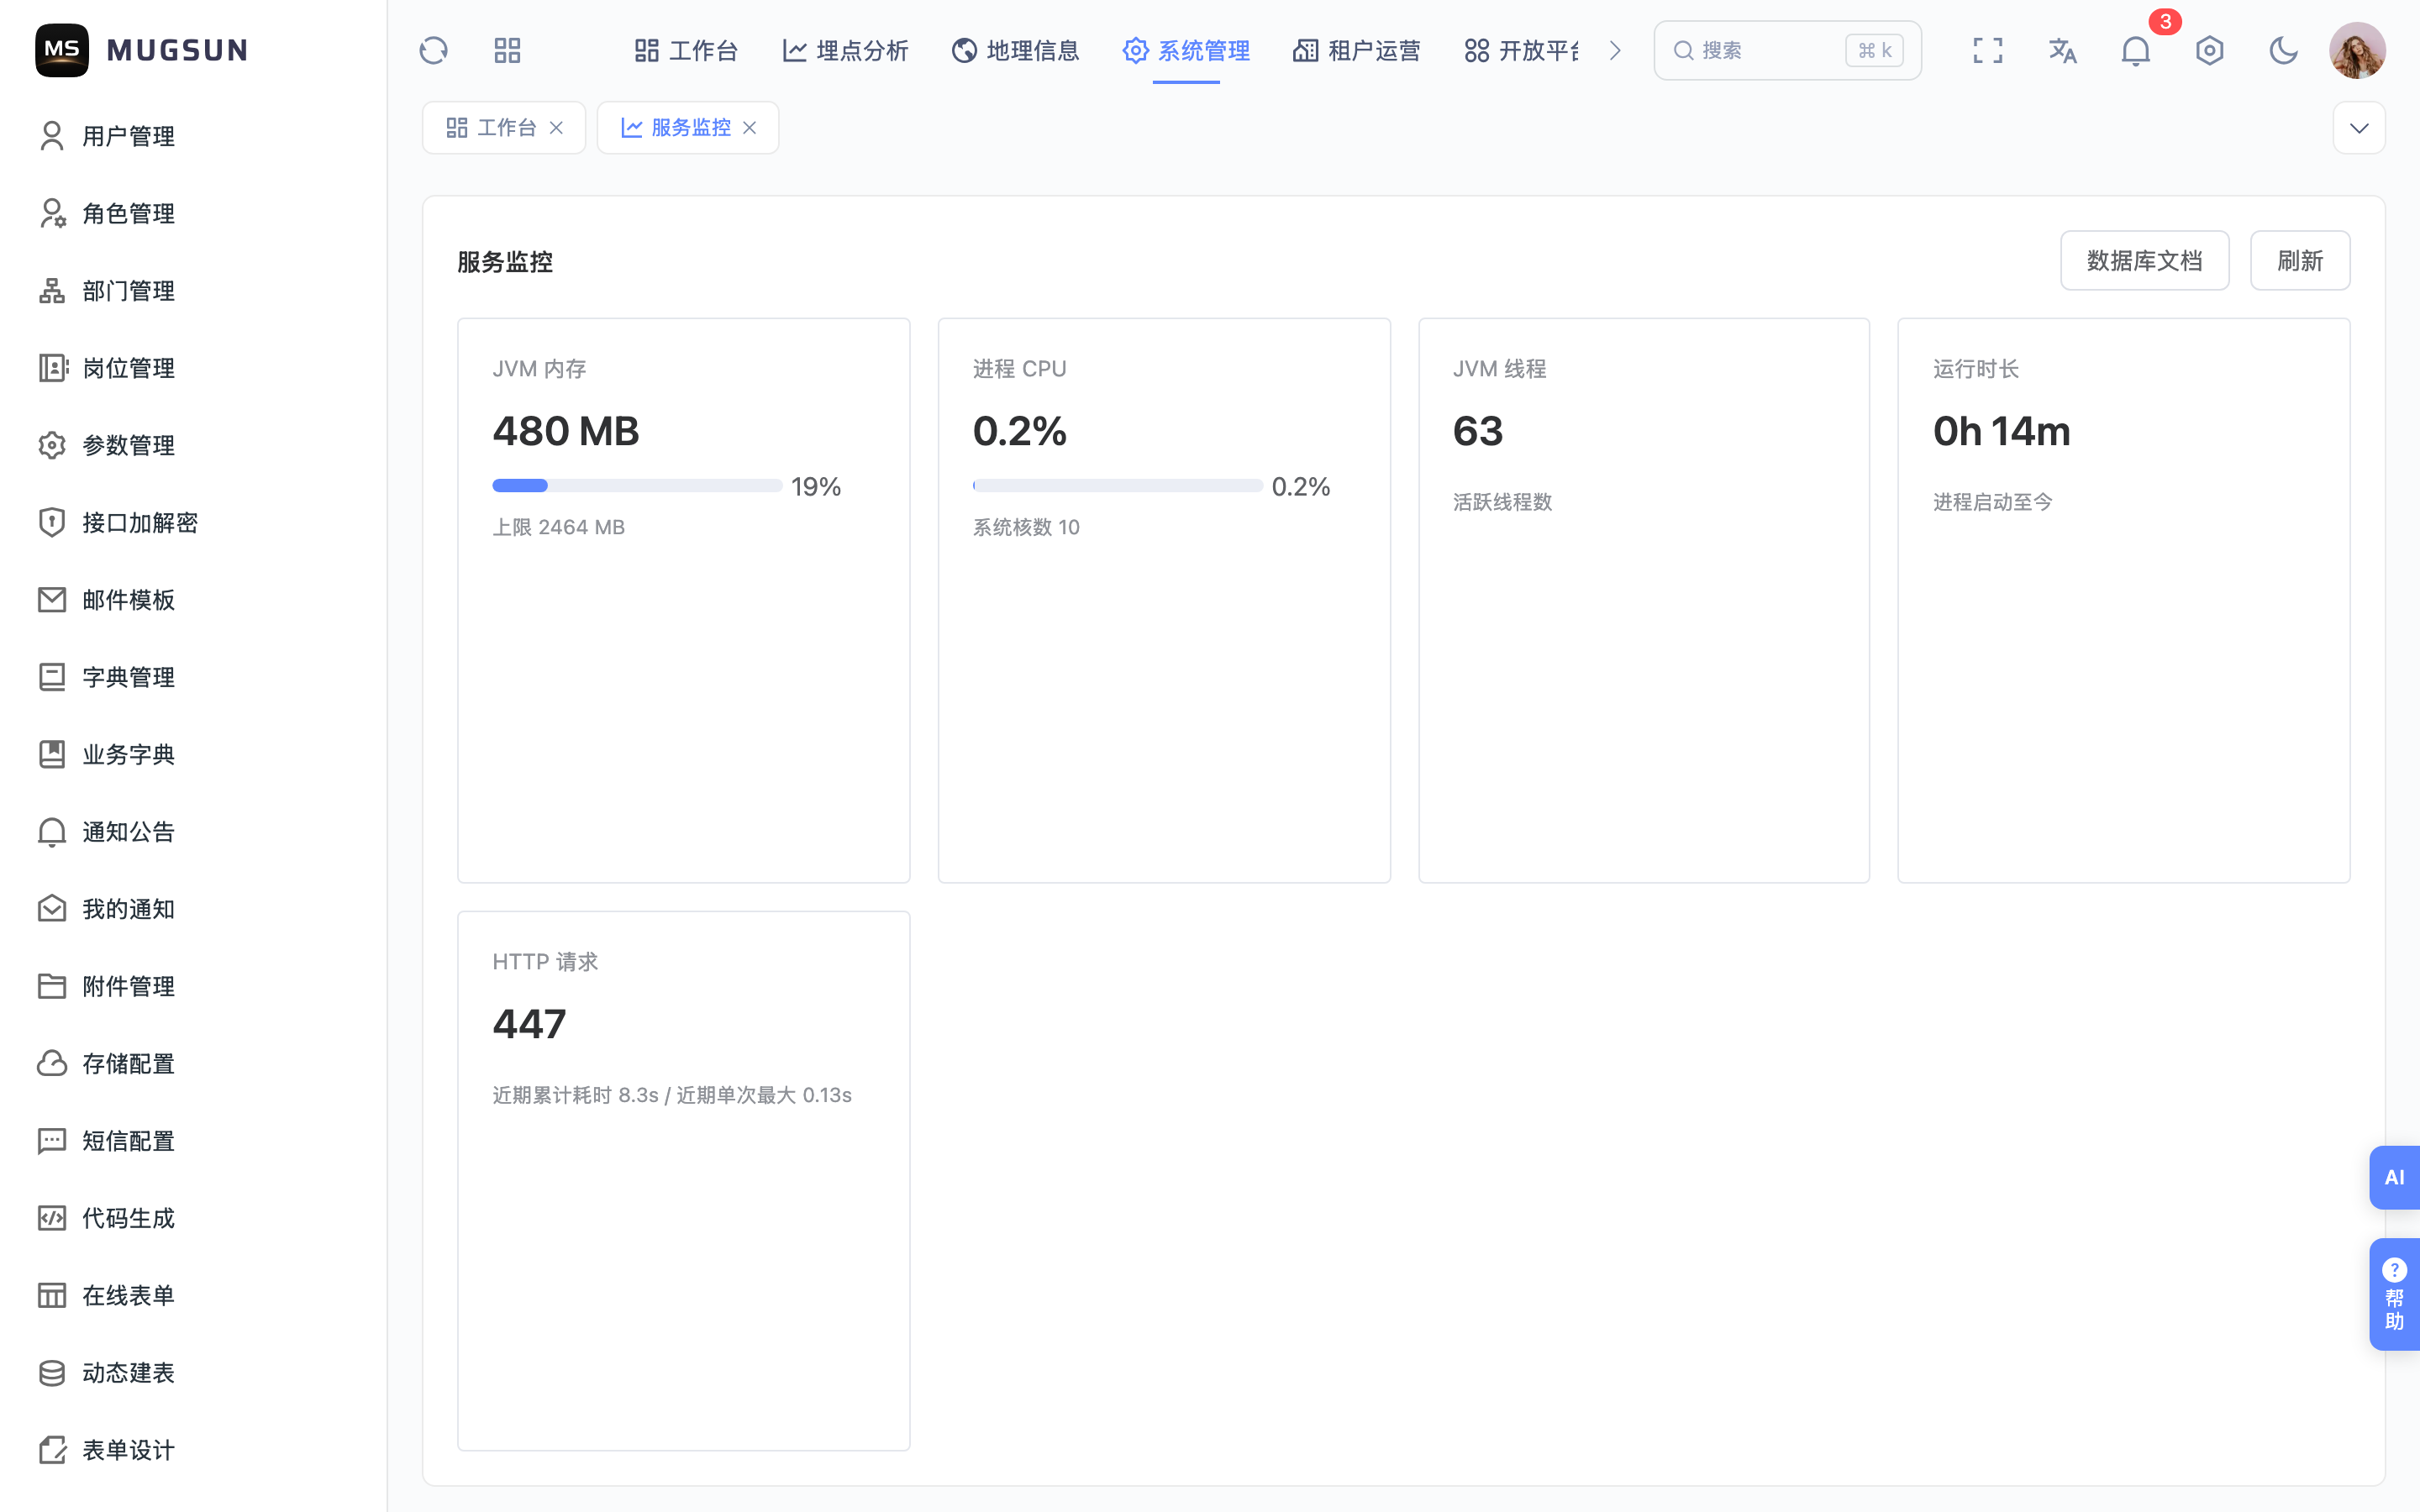 MS MUGSUN
工作台
埋点分析
地理信息
系统管理
租户运营
开放平台
搜索
⌘ k
3
用户管理
角色管理
部门管理
岗位管理
参数管理
接口加解密
邮件模板
字典管理
业务字典
通知公告
我的通知
附件管理
存储配置
短信配置
代码生成
在线表单
动态建表
表单设计
工作台
服务监控
服务监控
数据库文档
刷新
JVM 内存
480 MB
19%
上限 2464 MB
进程 CPU
0.2%
0.2%
系统核数 10
JVM 线程
63
活跃线程数
运行时长
0h 14m
进程启动至今
HTTP 请求
447
近期累计耗时 8.3s / 近期单次最大 0.13s
AI
?
帮
助